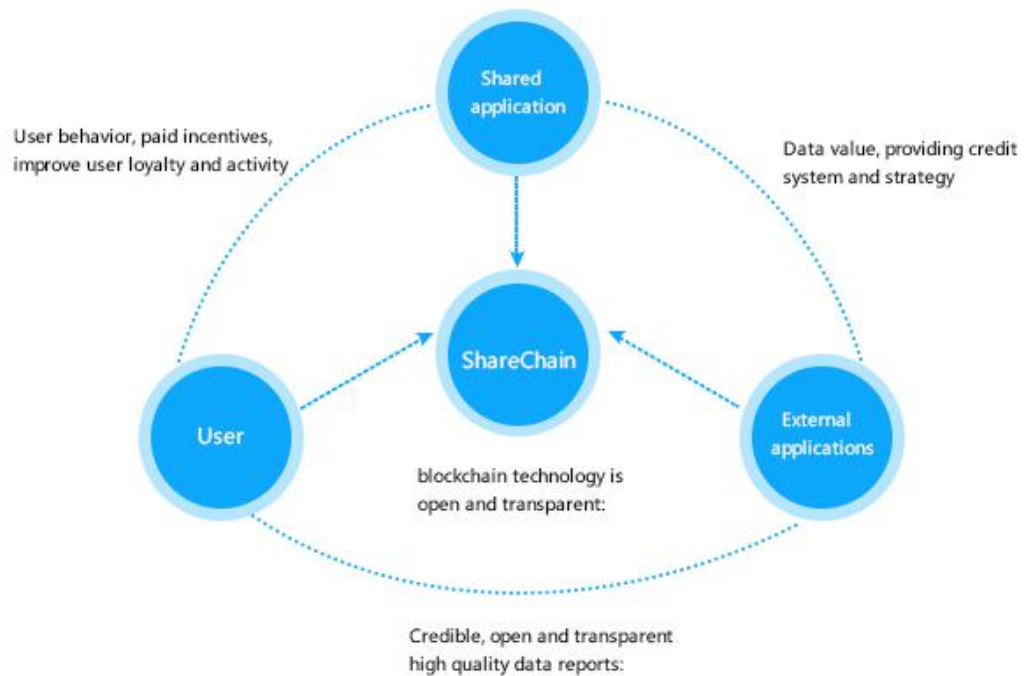 Shared
application
User behavior, paid incentives,
improve user loyalty and activity
Data value, providing credit
system and strategy
ShareChain
User
External
applications
blockchain technology is
open and transparent:
Credible, open and transparent
high quality data reports: